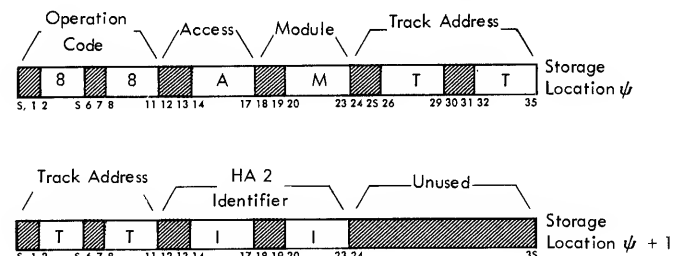 Operation
Code
Access
Module
Track Address
8 8 A M T T
Storage
Location ψ
S, 1 2 S 6 7 8 11 12 13 14 17 18 19 20 23 24 2S 26 29 30 31 32 35
Track Address
HA 2
Identifier
Unused
T T I I
Storage
Location ψ + 1
S, 1 2 S 6 7 8 11 12 13 14 17 18 19 20 23 24 3S